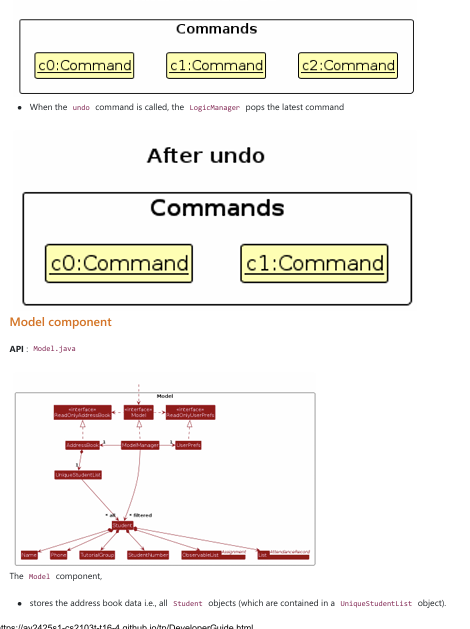 Commands
c0:Command c1:Command c2:Command
When the undo command is called, the LogicManager pops the latest command
After undo
Commands
c0:Command c1:Command
Model component
API : Model.java
Model
«interface» ReadOnlyAddressBook
«interface» Model
«interface» ReadOnlyUserPrefs
AddressBook 1 ModelManager 1 UserPrefs
1
UniqueStudentList
* all * filtered
Student
Name Phone TutorialGroup StudentNumber ObservableList Assignment List AttendanceRecord
The Model component,
stores the address book data i.e., all Student objects (which are contained in a UniqueStudentList object).
https://ay2425s1-cs2103t-t16-4.github.io/tp/DeveloperGuide.html